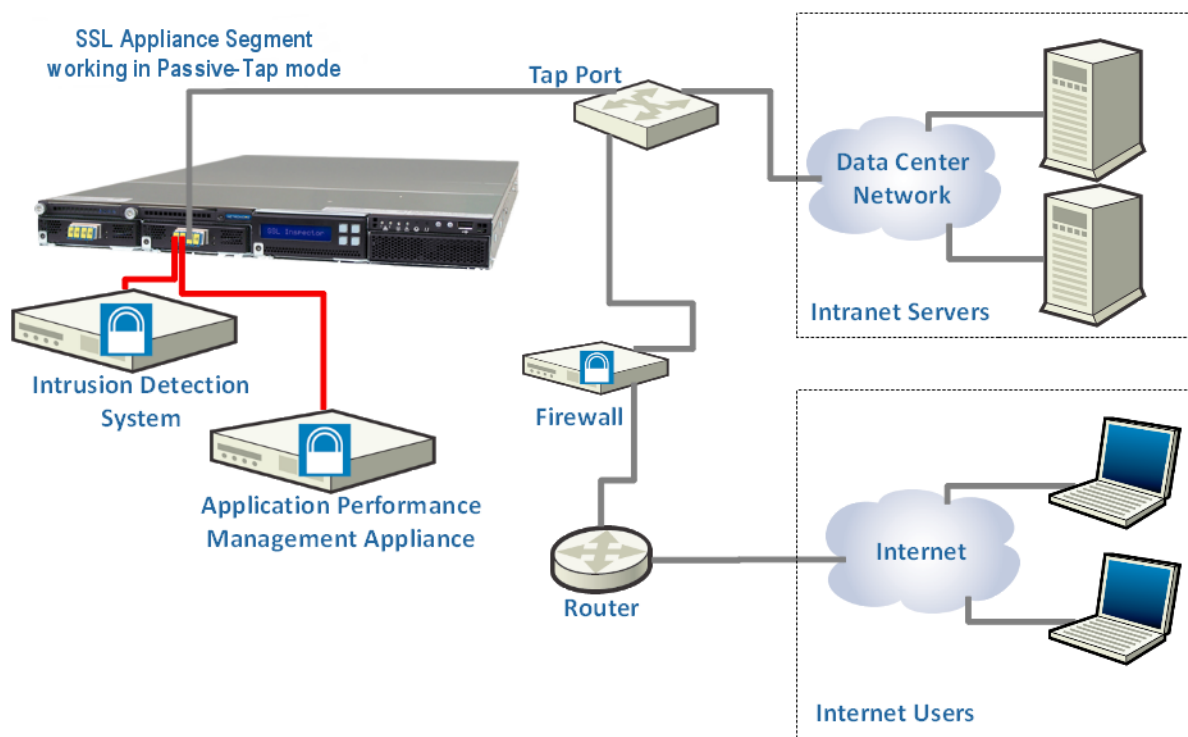 SSL Appliance Segment
working in Passive-Tap mode
Tap Port
Data Center
Network
SSL Inspector
Intranet Servers
Intrusion Detection
System
Firewall
Application Performance
Management Appliance
Internet
Router
Internet Users